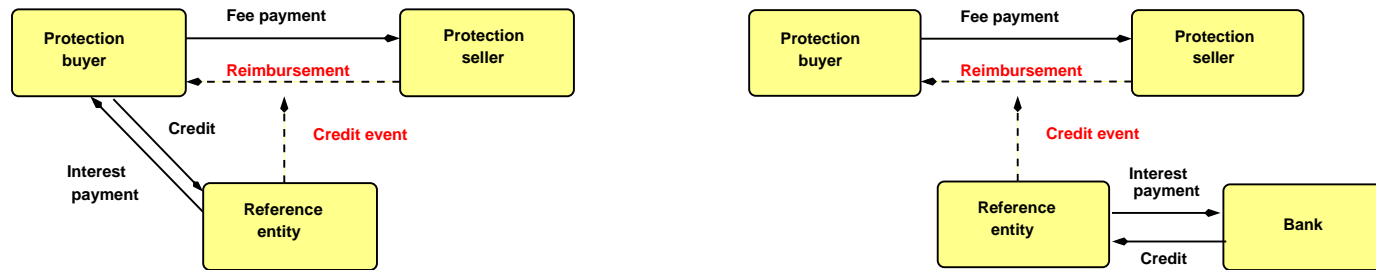 Fee payment
Protection
buyer
Protection
seller
Reimbursement
Credit
Credit event
Interest
payment
Reference
entity
Fee payment
Protection
buyer
Protection
seller
Reimbursement
Credit event
Interest
payment
Reference
entity
Bank
Credit